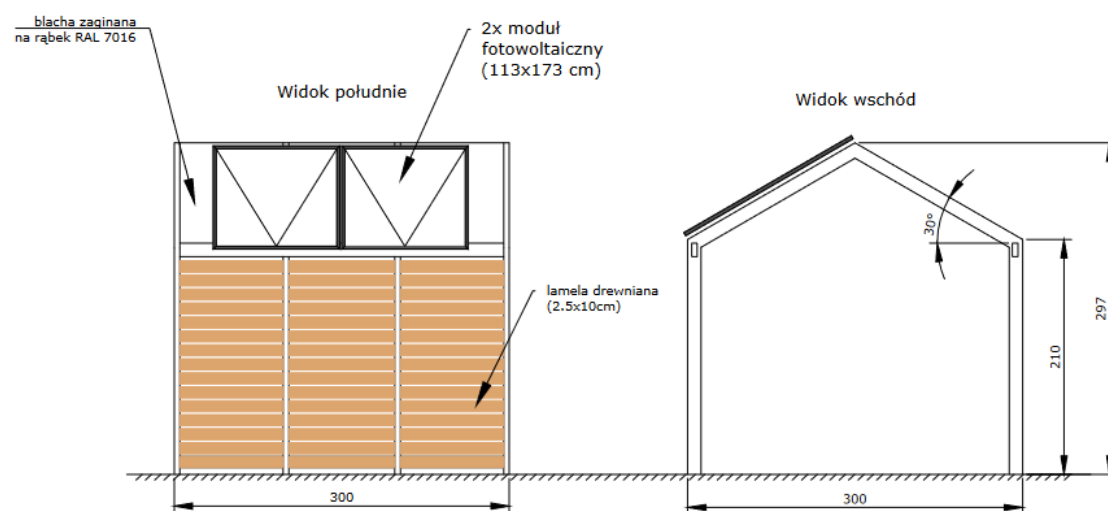 blacha zaginana
na rąbek RAL 7016
2x moduł
fotowoltaiczny
(113x173 cm)
Widok południe
Widok wschód
30°
lamela drewniana
(2.5x10cm)
297
210
300
300